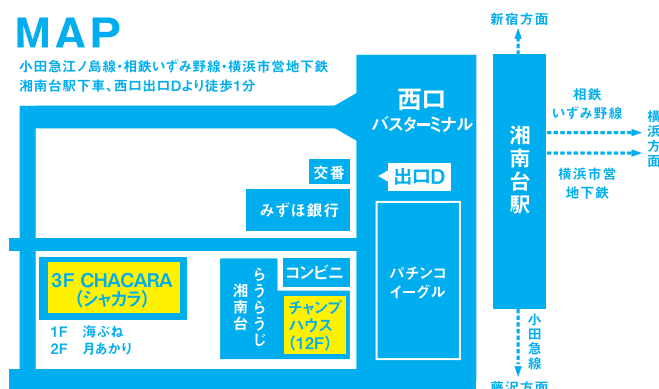 MAP
小田急江ノ島線・相鉄いずみ野線・横浜市営地下鉄
湘南台駅下車、西口出口Dより徒歩1分
新宿方面
西口
バスターミナル
相鉄
いずみ野線
横浜方面
湘南台駅
横浜市営
地下鉄
交番
出口D
みずほ銀行
3F CHACARA
(シャカラ)
1F 海ぶね
2F 月あかり
らうらうじ
湘南台
コンビニ
チャンプ
ハウス
(12F)
パチンコ
イーグル
小田急線
藤沢方面